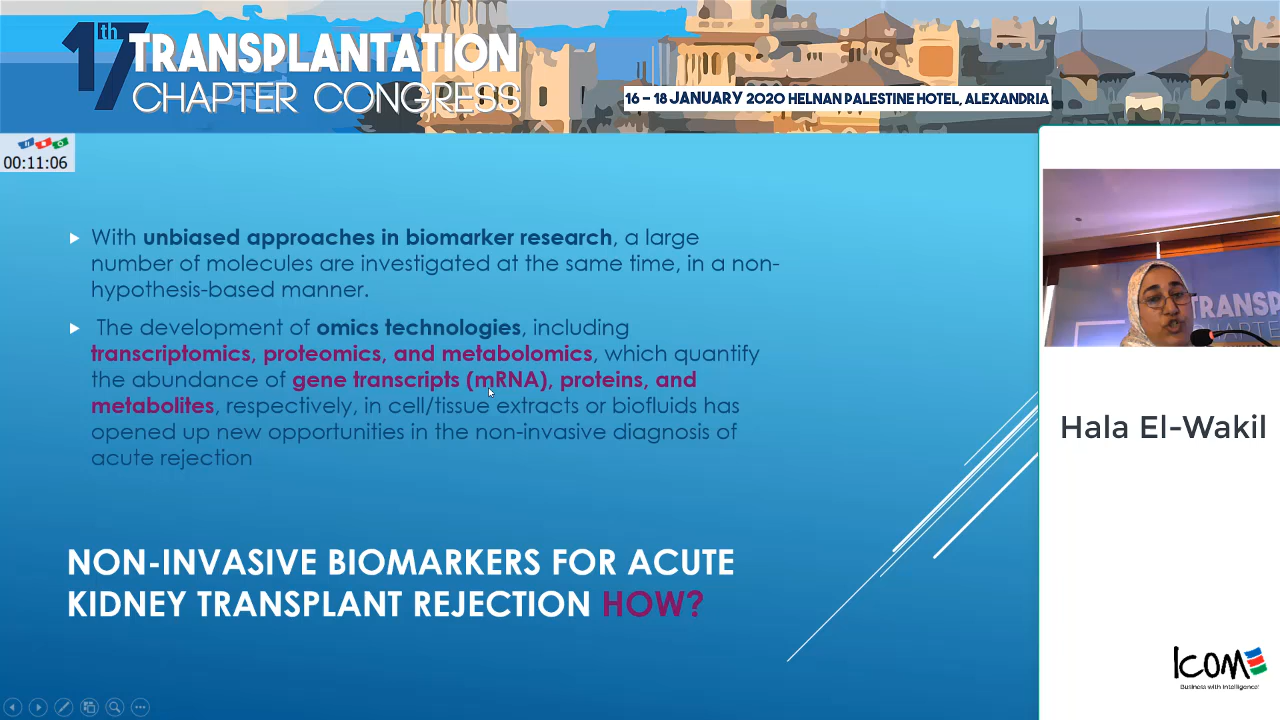 17th TRANSPLANTATION
CHAPTER CONGRESS
16 – 18 JANUARY 2020 HELNAN PALESTINE HOTEL, ALEXANDRIA
00:11:06
With unbiased approaches in biomarker research, a large
number of molecules are investigated at the same time, in a non-
hypothesis-based manner.
The development of omics technologies, including
transcriptomics, proteomics, and metabolomics, which quantify
the abundance of gene transcripts (mRNA), proteins, and
metabolites, respectively, in cell/tissue extracts or biofluids has
opened up new opportunities in the non-invasive diagnosis of
acute rejection
NON-INVASIVE BIOMARKERS FOR ACUTE
KIDNEY TRANSPLANT REJECTION HOW?
TRANSP
CHAPTER
Hala El-Wakil
ICOME
Business with Intelligence